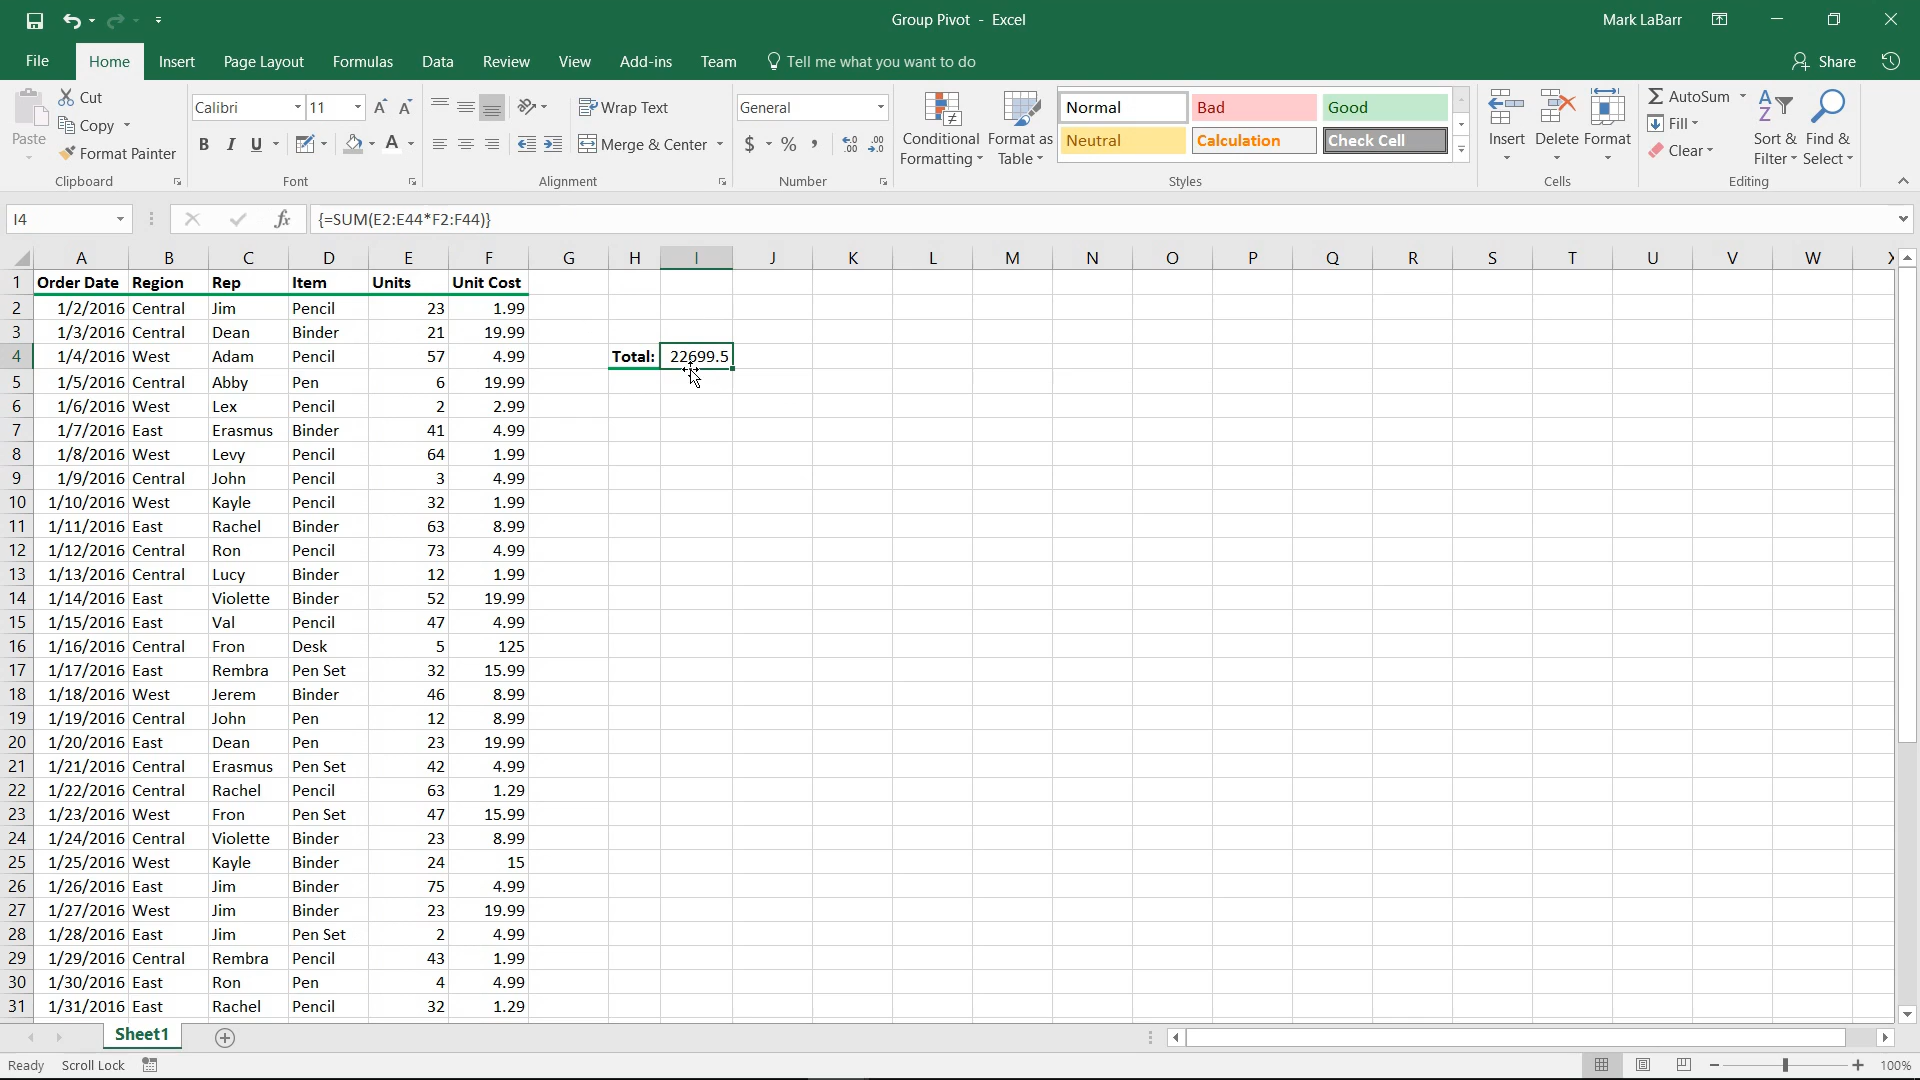 Group Pivot - Excel
Mark LaBarr
File Home Insert Page Layout Formulas Data Review View Add-ins Team Tell me what you want to do Share
Paste
Cut
Copy
Format Painter
Clipboard
Calibri 11
B I U A
Font
Wrap Text
Merge & Center
Alignment
General
$ % ,
Number
Conditional Formatting
Format as Table
Normal Bad Good
Neutral Calculation Check Cell
Styles
Insert Delete Format
Cells
AutoSum
Fill
Clear
Sort & Filter
Find & Select
Editing
I4 fx {=SUM(E2:E44*F2:F44)}
A B C D E F G H I J K L M N O P Q R S T U V W X
1 Order Date Region Rep Item Units Unit Cost
2 1/2/2016 Central Jim Pencil 23 1.99
3 1/3/2016 Central Dean Binder 21 19.99
4 1/4/2016 West Adam Pencil 57 4.99 Total: 22699.5
5 1/5/2016 Central Abby Pen 6 19.99
6 1/6/2016 West Lex Pencil 2 2.99
7 1/7/2016 East Erasmus Binder 41 4.99
8 1/8/2016 West Levy Pencil 64 1.99
9 1/9/2016 Central John Pencil 3 4.99
10 1/10/2016 West Kayle Pencil 32 1.99
11 1/11/2016 East Rachel Binder 63 8.99
12 1/12/2016 Central Ron Pencil 73 4.99
13 1/13/2016 Central Lucy Binder 12 1.99
14 1/14/2016 East Violette Binder 52 19.99
15 1/15/2016 East Val Pencil 47 4.99
16 1/16/2016 Central Fron Desk 5 125
17 1/17/2016 East Rembra Pen Set 32 15.99
18 1/18/2016 West Jerem Binder 46 8.99
19 1/19/2016 Central John Pen 12 8.99
20 1/20/2016 East Dean Pen 23 19.99
21 1/21/2016 Central Erasmus Pen Set 42 4.99
22 1/22/2016 Central Rachel Pencil 63 1.29
23 1/23/2016 West Fron Pen Set 47 15.99
24 1/24/2016 Central Violette Binder 23 8.99
25 1/25/2016 West Kayle Binder 24 15
26 1/26/2016 East Jim Binder 75 4.99
27 1/27/2016 West Jim Binder 23 19.99
28 1/28/2016 East Jim Pen Set 2 4.99
29 1/29/2016 Central Rembra Pencil 43 1.99
30 1/30/2016 East Ron Pen 4 4.99
31 1/31/2016 East Rachel Pencil 32 1.29
Sheet1
Ready Scroll Lock 100%